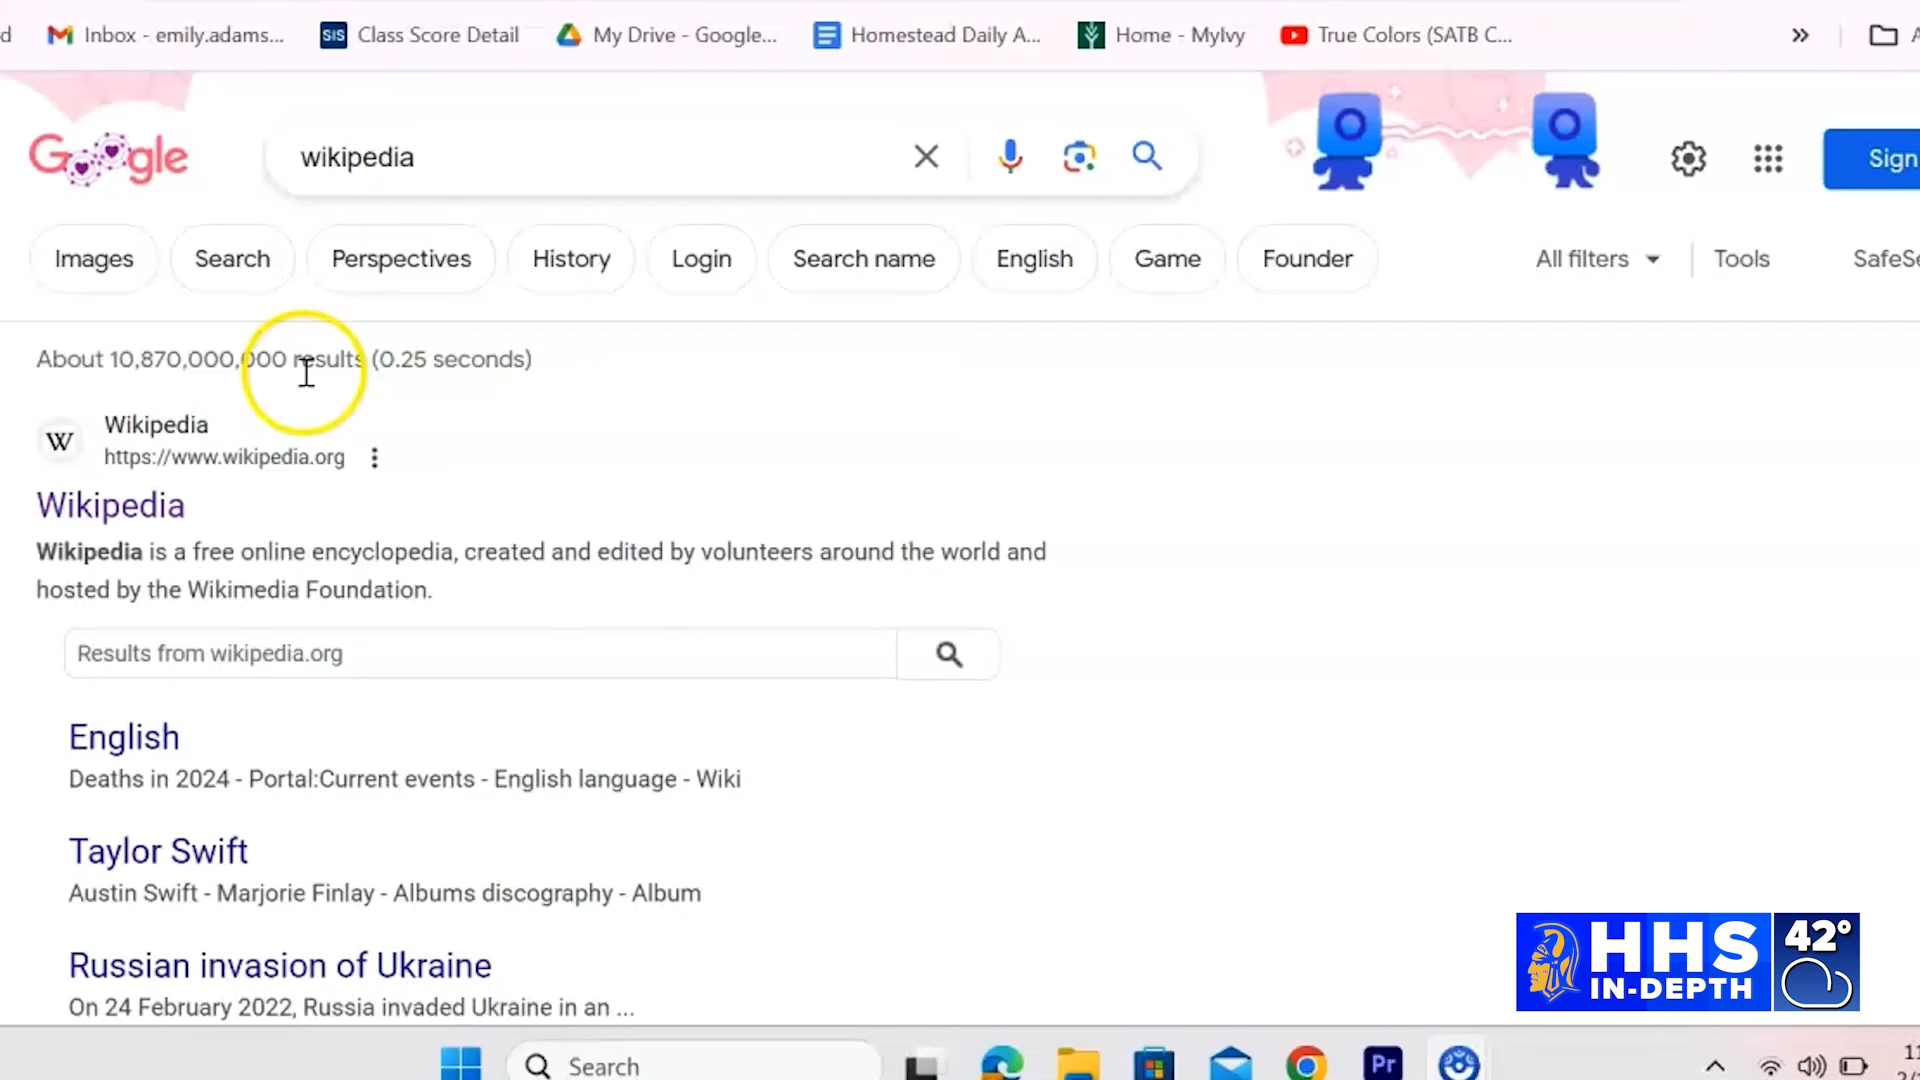 d Inbox - emily.adams... SIS Class Score Detail My Drive - Google... Homestead Daily A... Home - MyIvy True Colors (SATB C... » A
Google wikipedia Sign
Images Search Perspectives History Login Search name English Game Founder All filters Tools SafeSe
About 10,870,000,000 results (0.25 seconds)
W Wikipedia
https://www.wikipedia.org
Wikipedia
Wikipedia is a free online encyclopedia, created and edited by volunteers around the world and
hosted by the Wikimedia Foundation.
Results from wikipedia.org
English
Deaths in 2024 - Portal:Current events - English language - Wiki
Taylor Swift
Austin Swift - Marjorie Finlay - Albums discography - Album
Russian invasion of Ukraine
On 24 February 2022, Russia invaded Ukraine in an ...
HHS 42°
IN-DEPTH
Search Pr